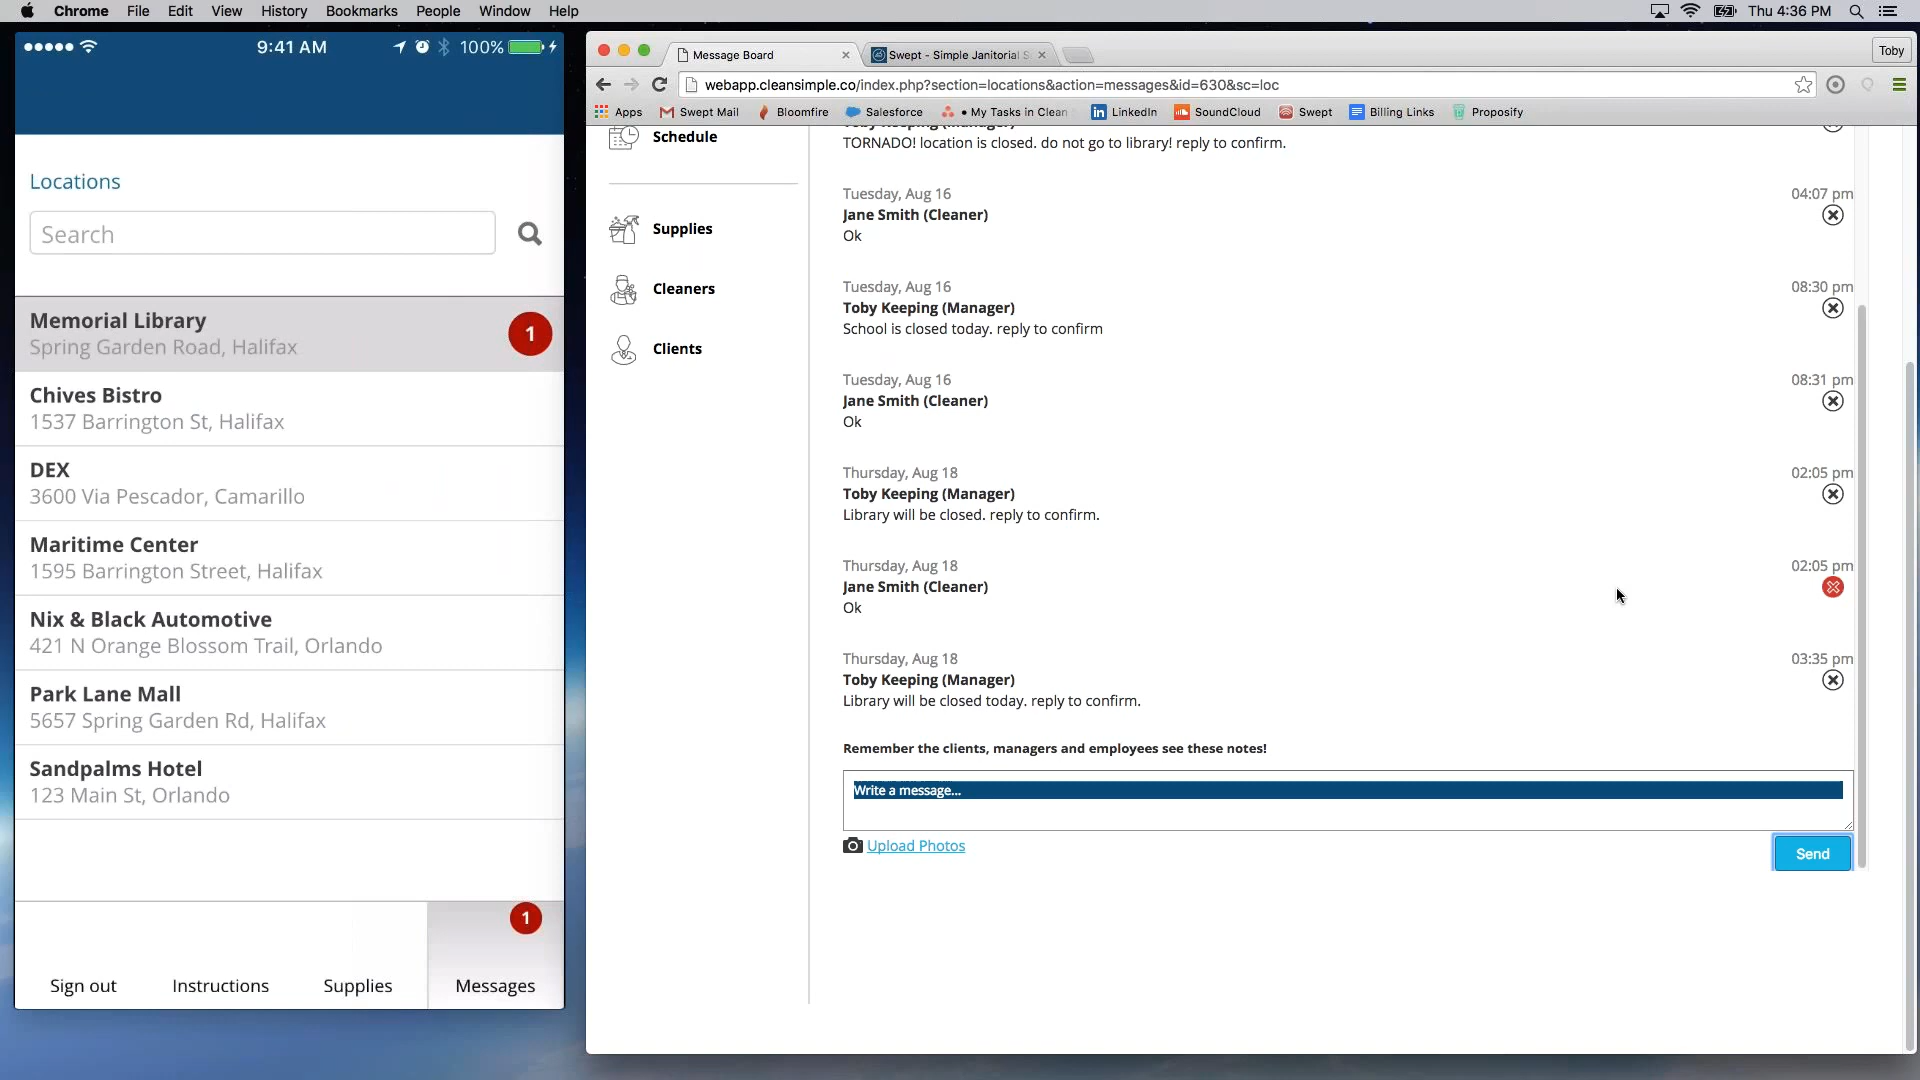 Chrome File Edit View History Bookmarks People Window Help
Thu 4:36 PM
9:41 AM
100%
Locations
Search
Memorial Library
Spring Garden Road, Halifax
1
Chives Bistro
1537 Barrington St, Halifax
DEX
3600 Via Pescador, Camarillo
Maritime Center
1595 Barrington Street, Halifax
Nix & Black Automotive
421 N Orange Blossom Trail, Orlando
Park Lane Mall
5657 Spring Garden Rd, Halifax
Sandpalms Hotel
123 Main St, Orlando
1
Sign out Instructions Supplies Messages
Message Board
Swept - Simple Janitorial S
Toby
webapp.cleansimple.co/index.php?section=locations&action=messages&id=630&sc=loc
Apps Swept Mail Bloomfire Salesforce • My Tasks in Clean LinkedIn SoundCloud Swept Billing Links Proposify
Schedule
Supplies
Cleaners
Clients
Toby Keeping (Manager)
TORNADO! location is closed. do not go to library! reply to confirm.
Tuesday, Aug 16 04:07 pm
Jane Smith (Cleaner)
Ok
Tuesday, Aug 16 08:30 pm
Toby Keeping (Manager)
School is closed today. reply to confirm
Tuesday, Aug 16 08:31 pm
Jane Smith (Cleaner)
Ok
Thursday, Aug 18 02:05 pm
Toby Keeping (Manager)
Library will be closed. reply to confirm.
Thursday, Aug 18 02:05 pm
Jane Smith (Cleaner)
Ok
Thursday, Aug 18 03:35 pm
Toby Keeping (Manager)
Library will be closed today. reply to confirm.
Remember the clients, managers and employees see these notes!
Write a message...
Upload Photos
Send